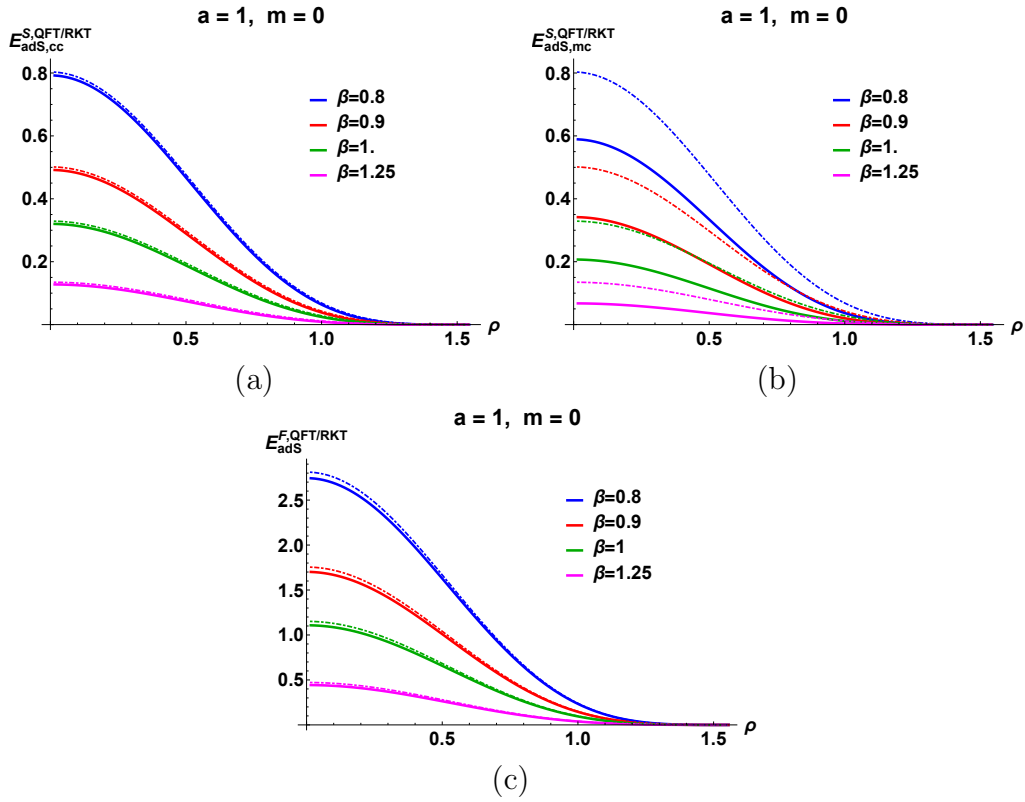 a = 1, m = 0
E^{S,QFT/RKT}_{adS,cc}
0.8
0.6
0.4
0.2
0.5
1.0
1.5
ρ
β=0.8
β=0.9
β=1.
β=1.25
(a)
a = 1, m = 0
E^{S,QFT/RKT}_{adS,mc}
0.8
0.6
0.4
0.2
0.5
1.0
1.5
ρ
β=0.8
β=0.9
β=1.
β=1.25
(b)
a = 1, m = 0
E^{F,QFT/RKT}_{adS}
2.5
2.0
1.5
1.0
0.5
0.5
1.0
1.5
ρ
β=0.8
β=0.9
β=1
β=1.25
(c)